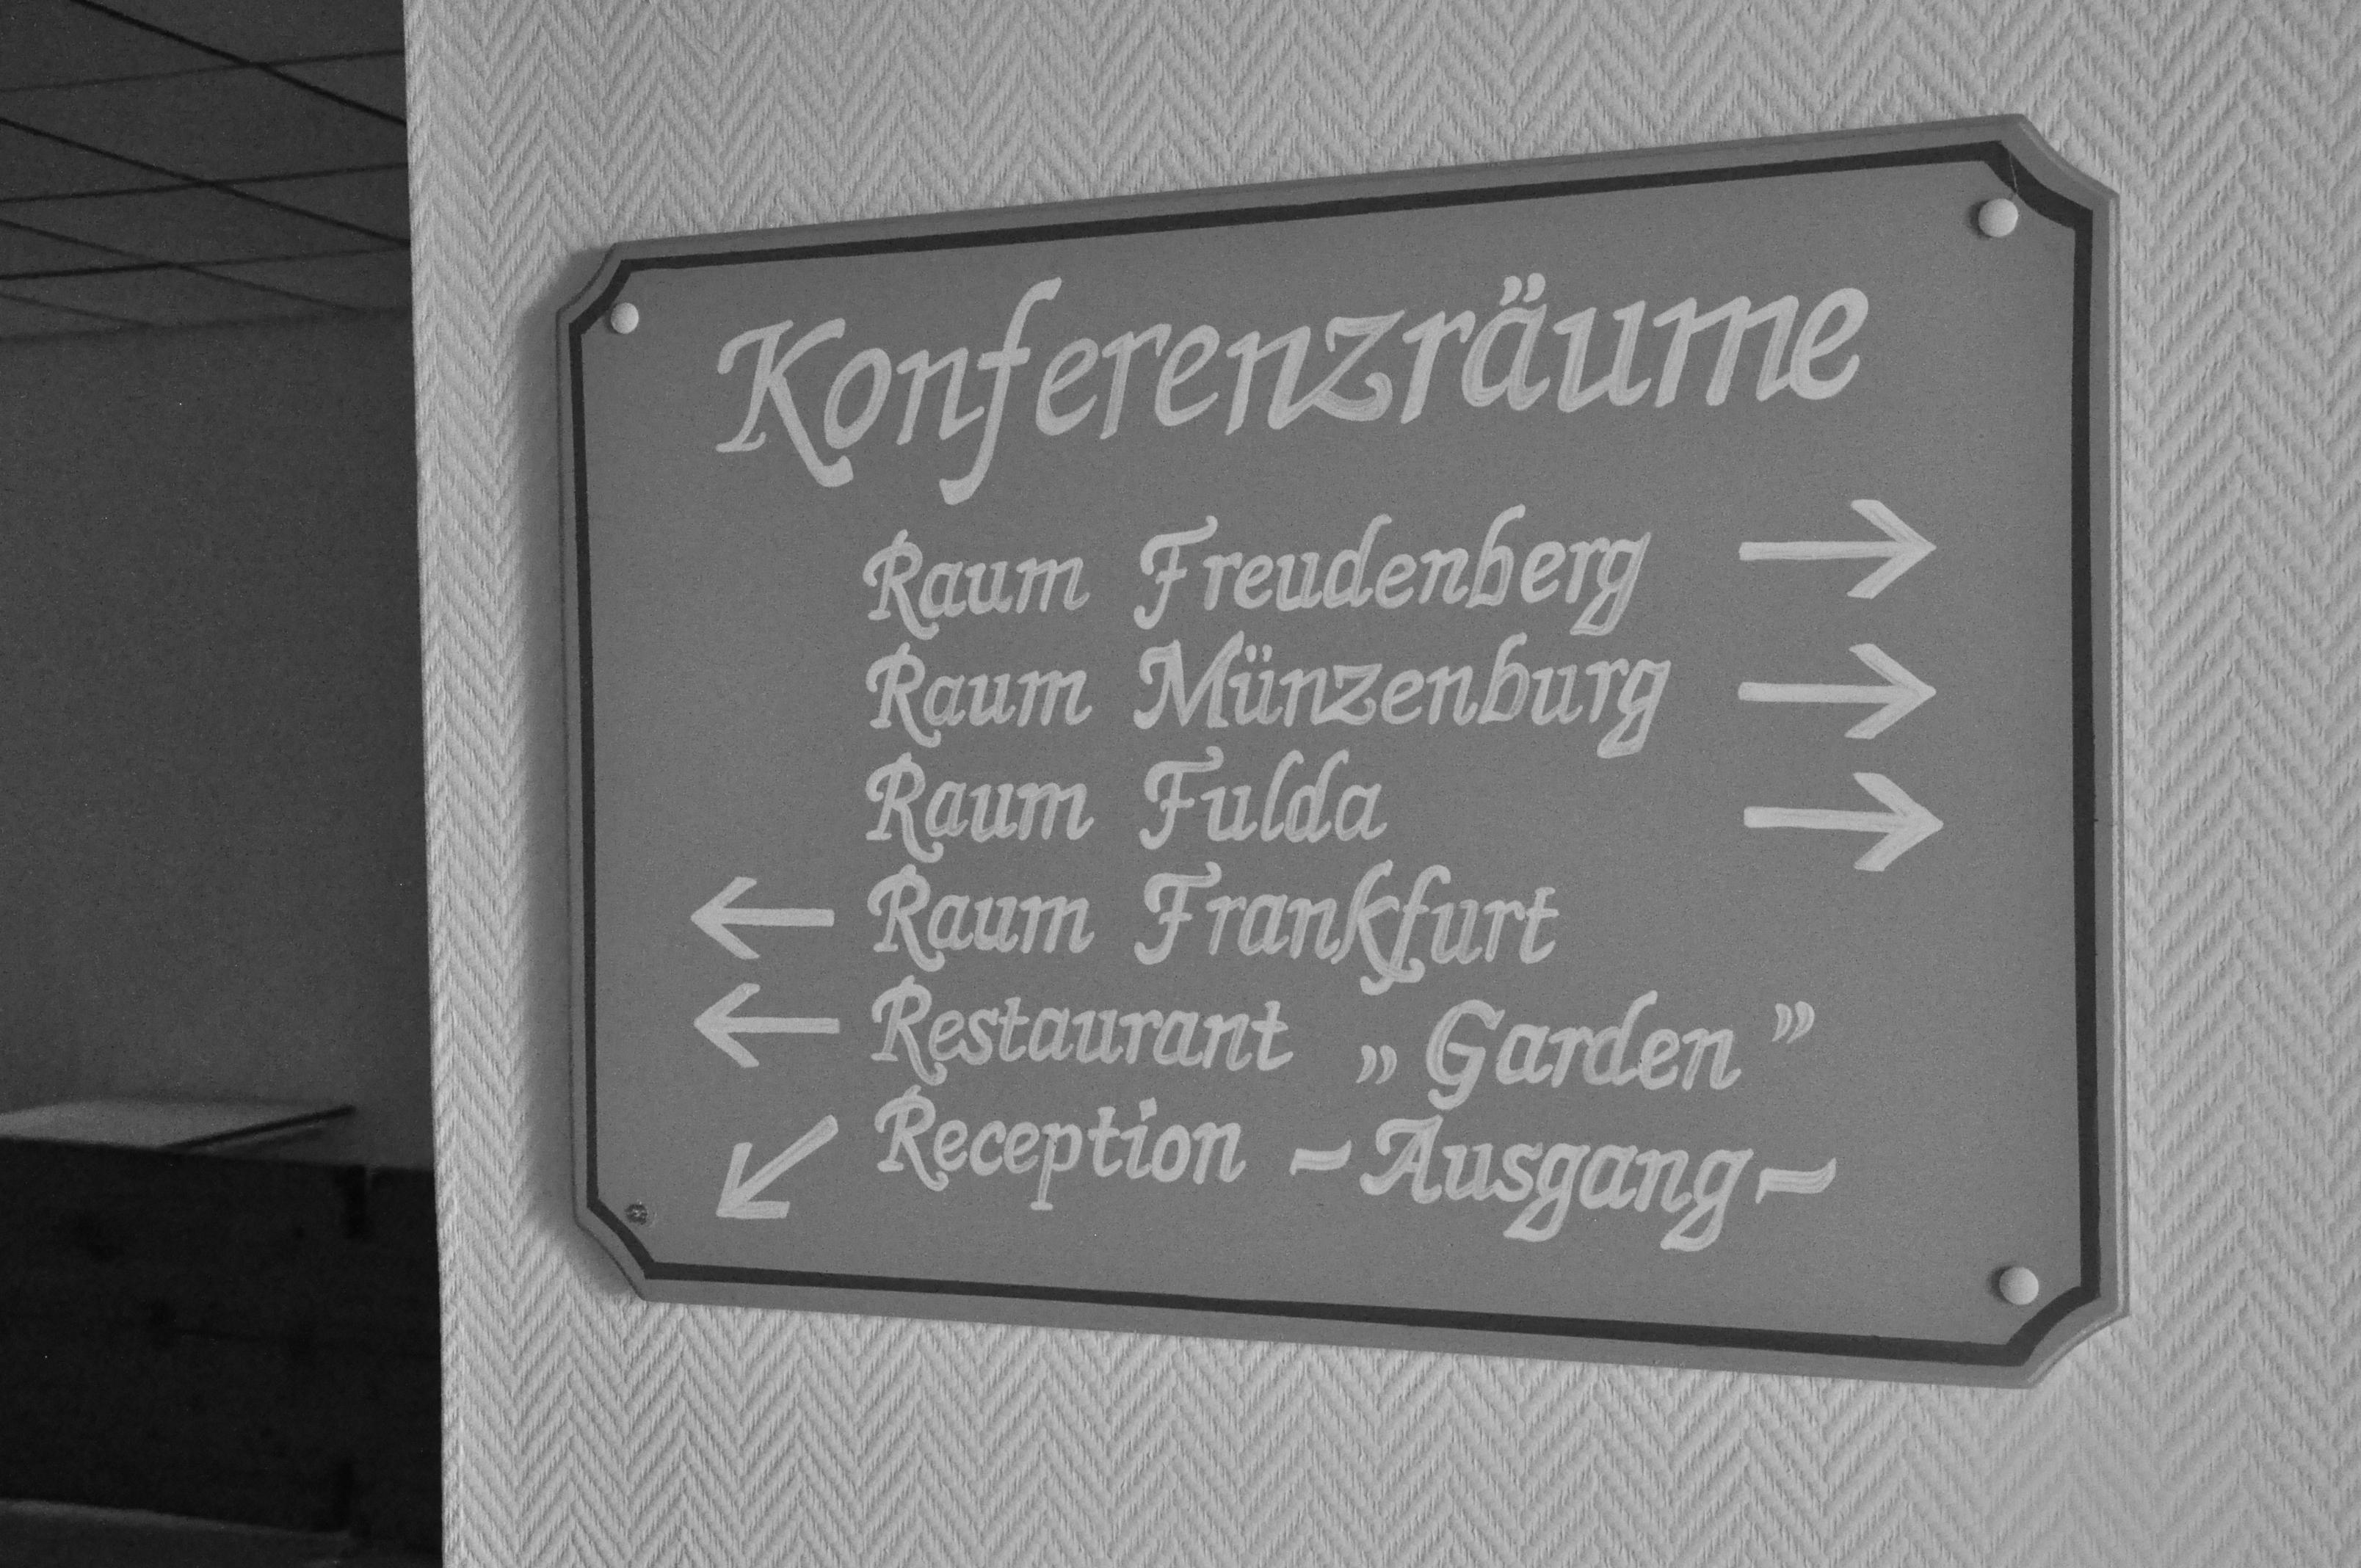 Konferenzräume
Raum Freudenberg →
Raum Münzenburg →
Raum Fulda →
← Raum Frankfurt
← Restaurant „Garden”
↙ Reception - Ausgang -